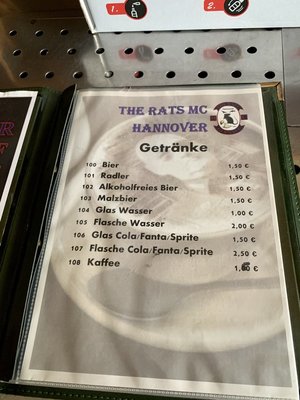 1.
2.
THE RATS MC
HANNOVER
Getränke
100 Bier 1,50 €
101 Radler 1,50 €
102 Alkoholfreies Bier 1,50 €
103 Malzbier 1,50 €
104 Glas Wasser 1,00 €
105 Flasche Wasser 2,00 €
106 Glas Cola/Fanta/Sprite 1,50 €
107 Flasche Cola/Fanta/Sprite 2,50 €
108 Kaffee